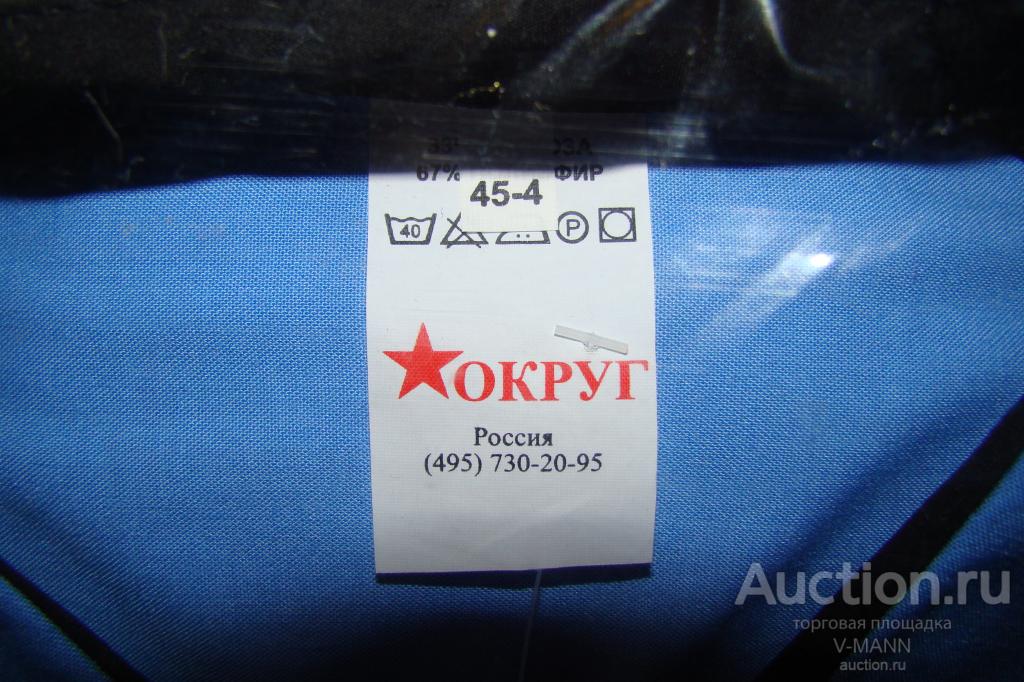 67% ФИР
45-4
40 P
ОКРУГ
Россия
(495) 730-20-95
Auction.ru
торговая площадка
V-MANN
auction.ru